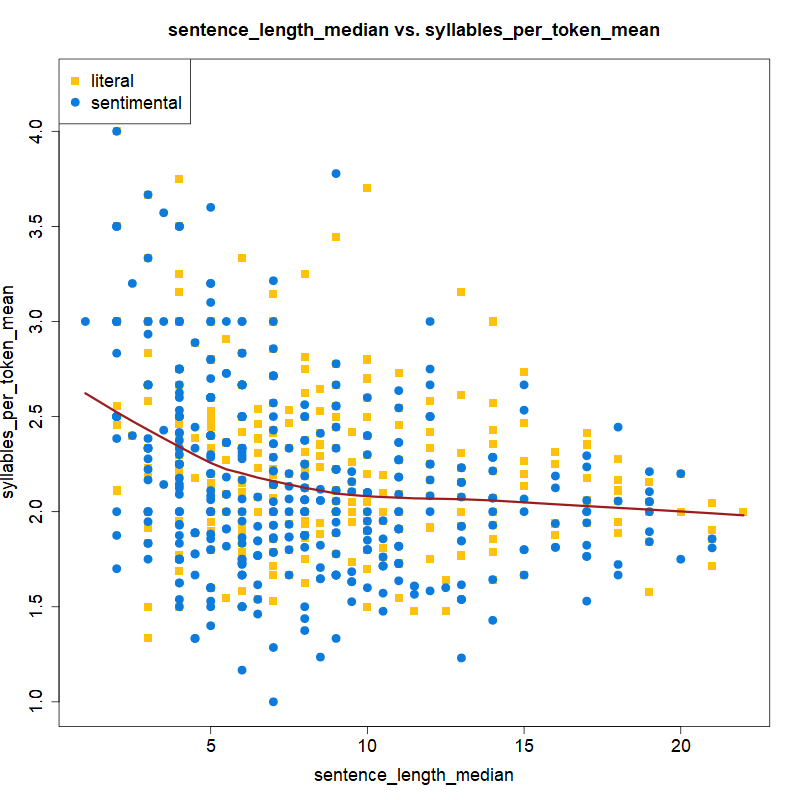 sentence_length_median vs. syllables_per_token_mean
literal
sentimental
syllables_per_token_mean
4.0
3.5
3.0
2.5
2.0
1.5
1.0
5 10 15 20
sentence_length_median